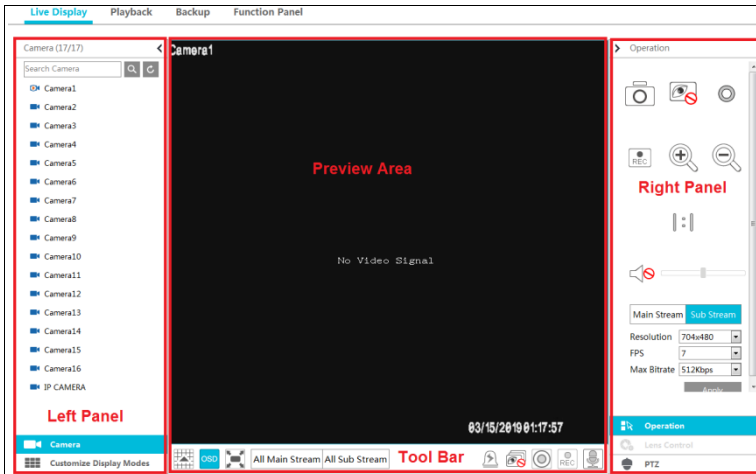 Live Display Playback Backup Function Panel
Camera (17/17)
Search Camera
Camera1
Camera2
Camera3
Camera4
Camera5
Camera6
Camera7
Camera8
Camera9
Camera10
Camera11
Camera12
Camera13
Camera14
Camera15
Camera16
IP CAMERA
Left Panel
Camera
Customize Display Modes
Camera1
Preview Area
No Video Signal
03/15/2019 01:17:57
OSD All Main Stream All Sub Stream Tool Bar REC
Operation
REC
Right Panel
1:1
Main Stream Sub Stream
Resolution 704x480
FPS 7
Max Bitrate 512Kbps
Apply
Operation
Lens Control
PTZ